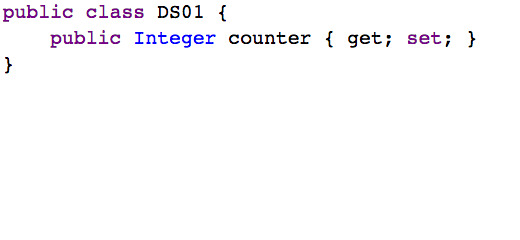 public class DS01 {
    public Integer counter { get; set; }
}